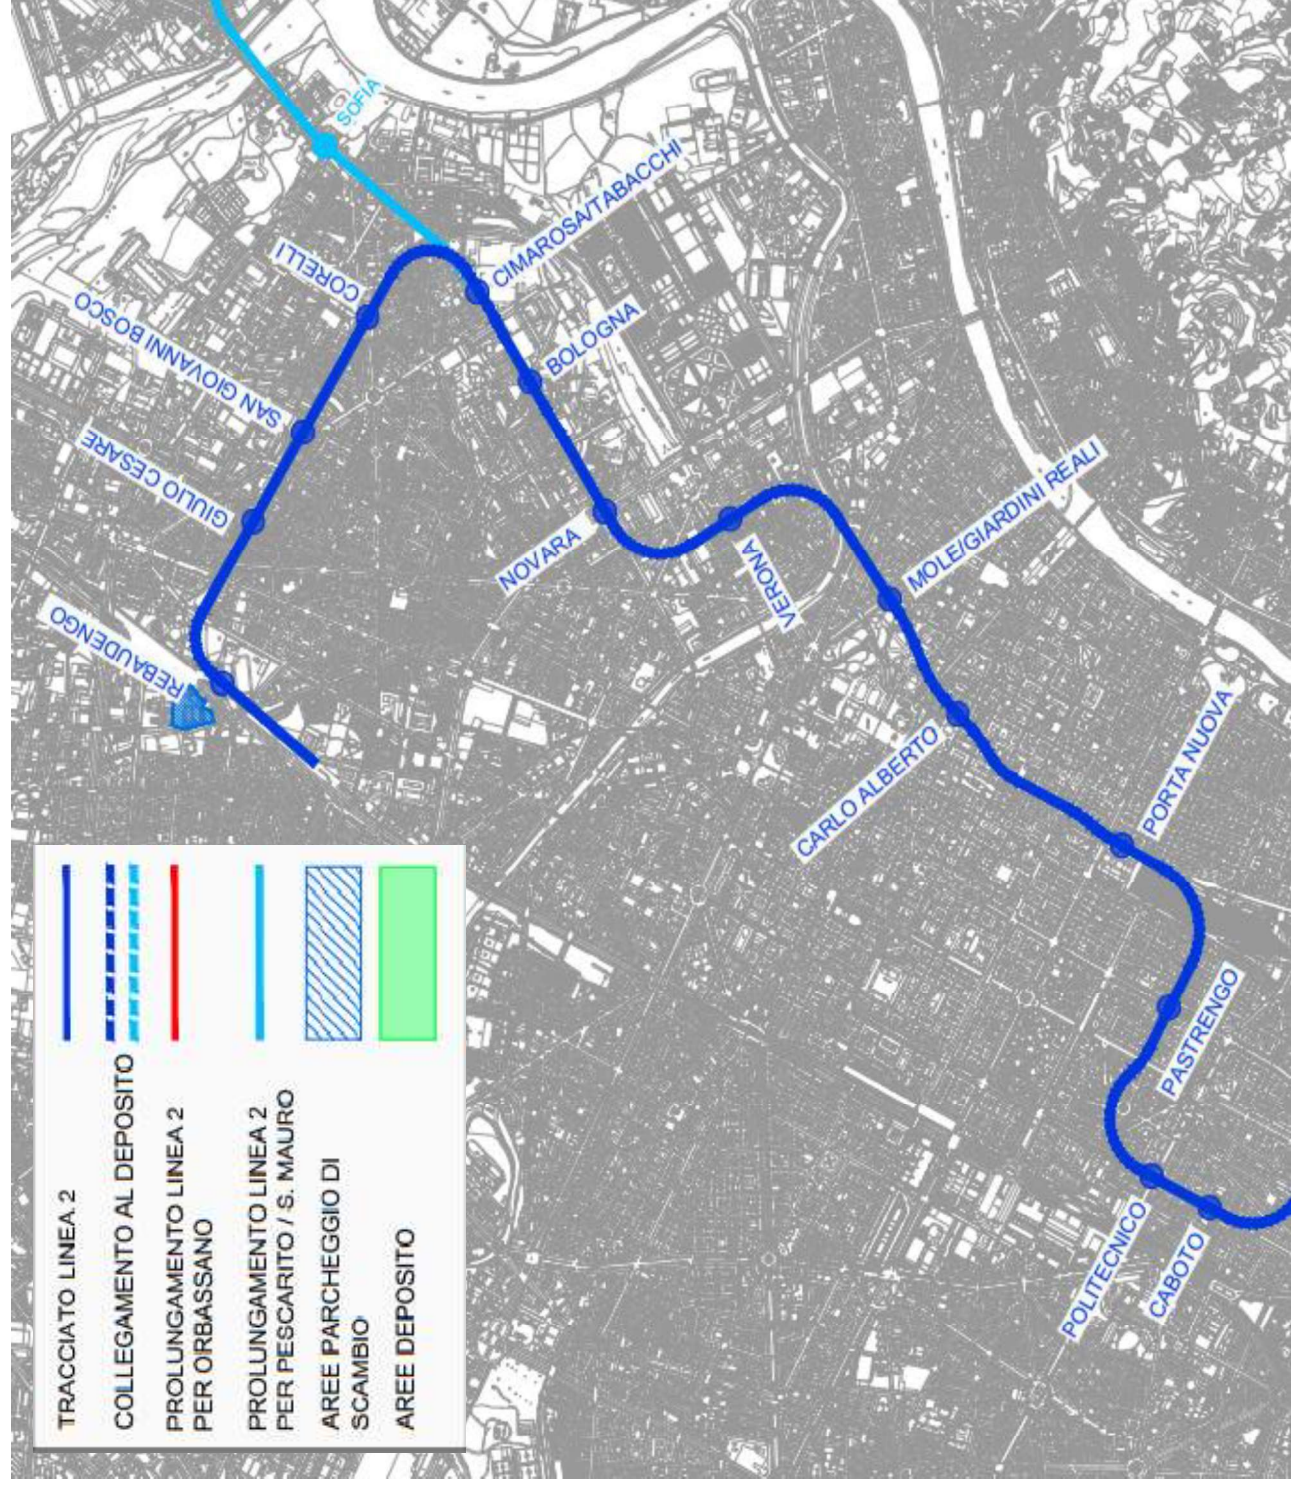 SOFIA
CORELLI
CIMAROSA/TABACCHI
SAN GIOVANNI BOSCO
BOLOGNA
GIULIO CESARE
NOVARA
VERONA
MOLE/GIARDINI REALI
REBAUDENGO
CARLO ALBERTO
PORTA NUOVA
PASTRENGO
POLITECNICO
CABOTO
TRACCIATO LINEA 2
COLLEGAMENTO AL DEPOSITO
PROLUNGAMENTO LINEA 2
PER ORBASSANO
PROLUNGAMENTO LINEA 2
PER PESCARITO / S. MAURO
AREE PARCHEGGIO DI
SCAMBIO
AREE DEPOSITO